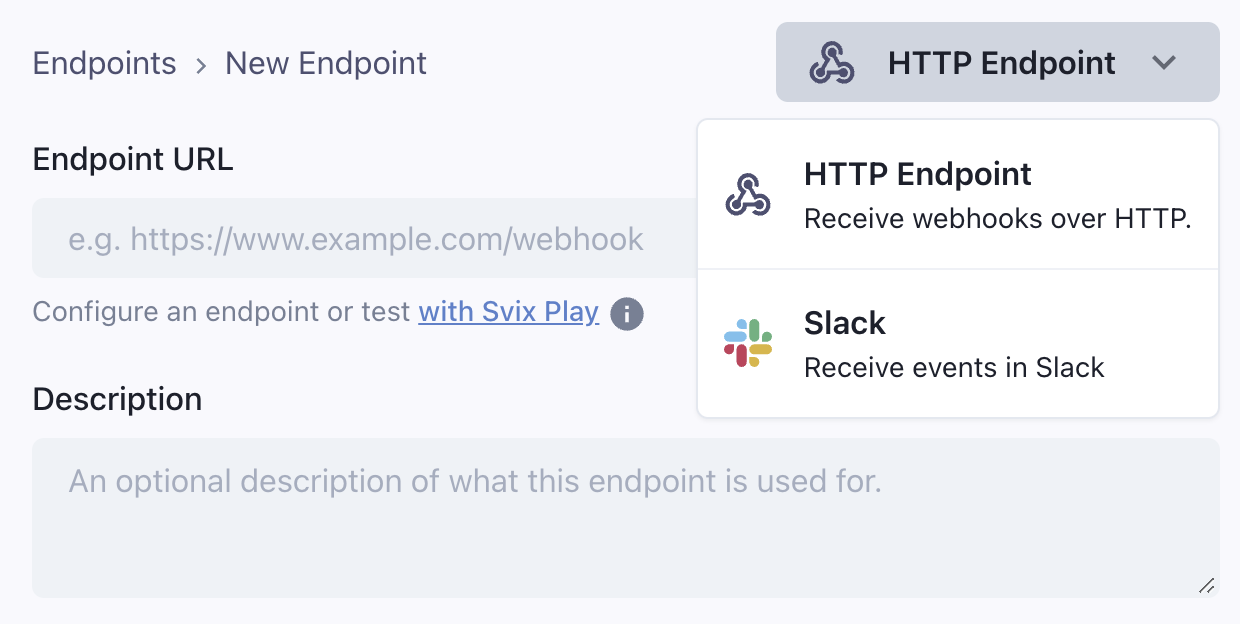 Endpoints › New Endpoint
HTTP Endpoint
Endpoint URL
e.g. https://www.example.com/webhook
Configure an endpoint or test with Svix Play
HTTP Endpoint
Receive webhooks over HTTP.
Slack
Receive events in Slack
Description
An optional description of what this endpoint is used for.